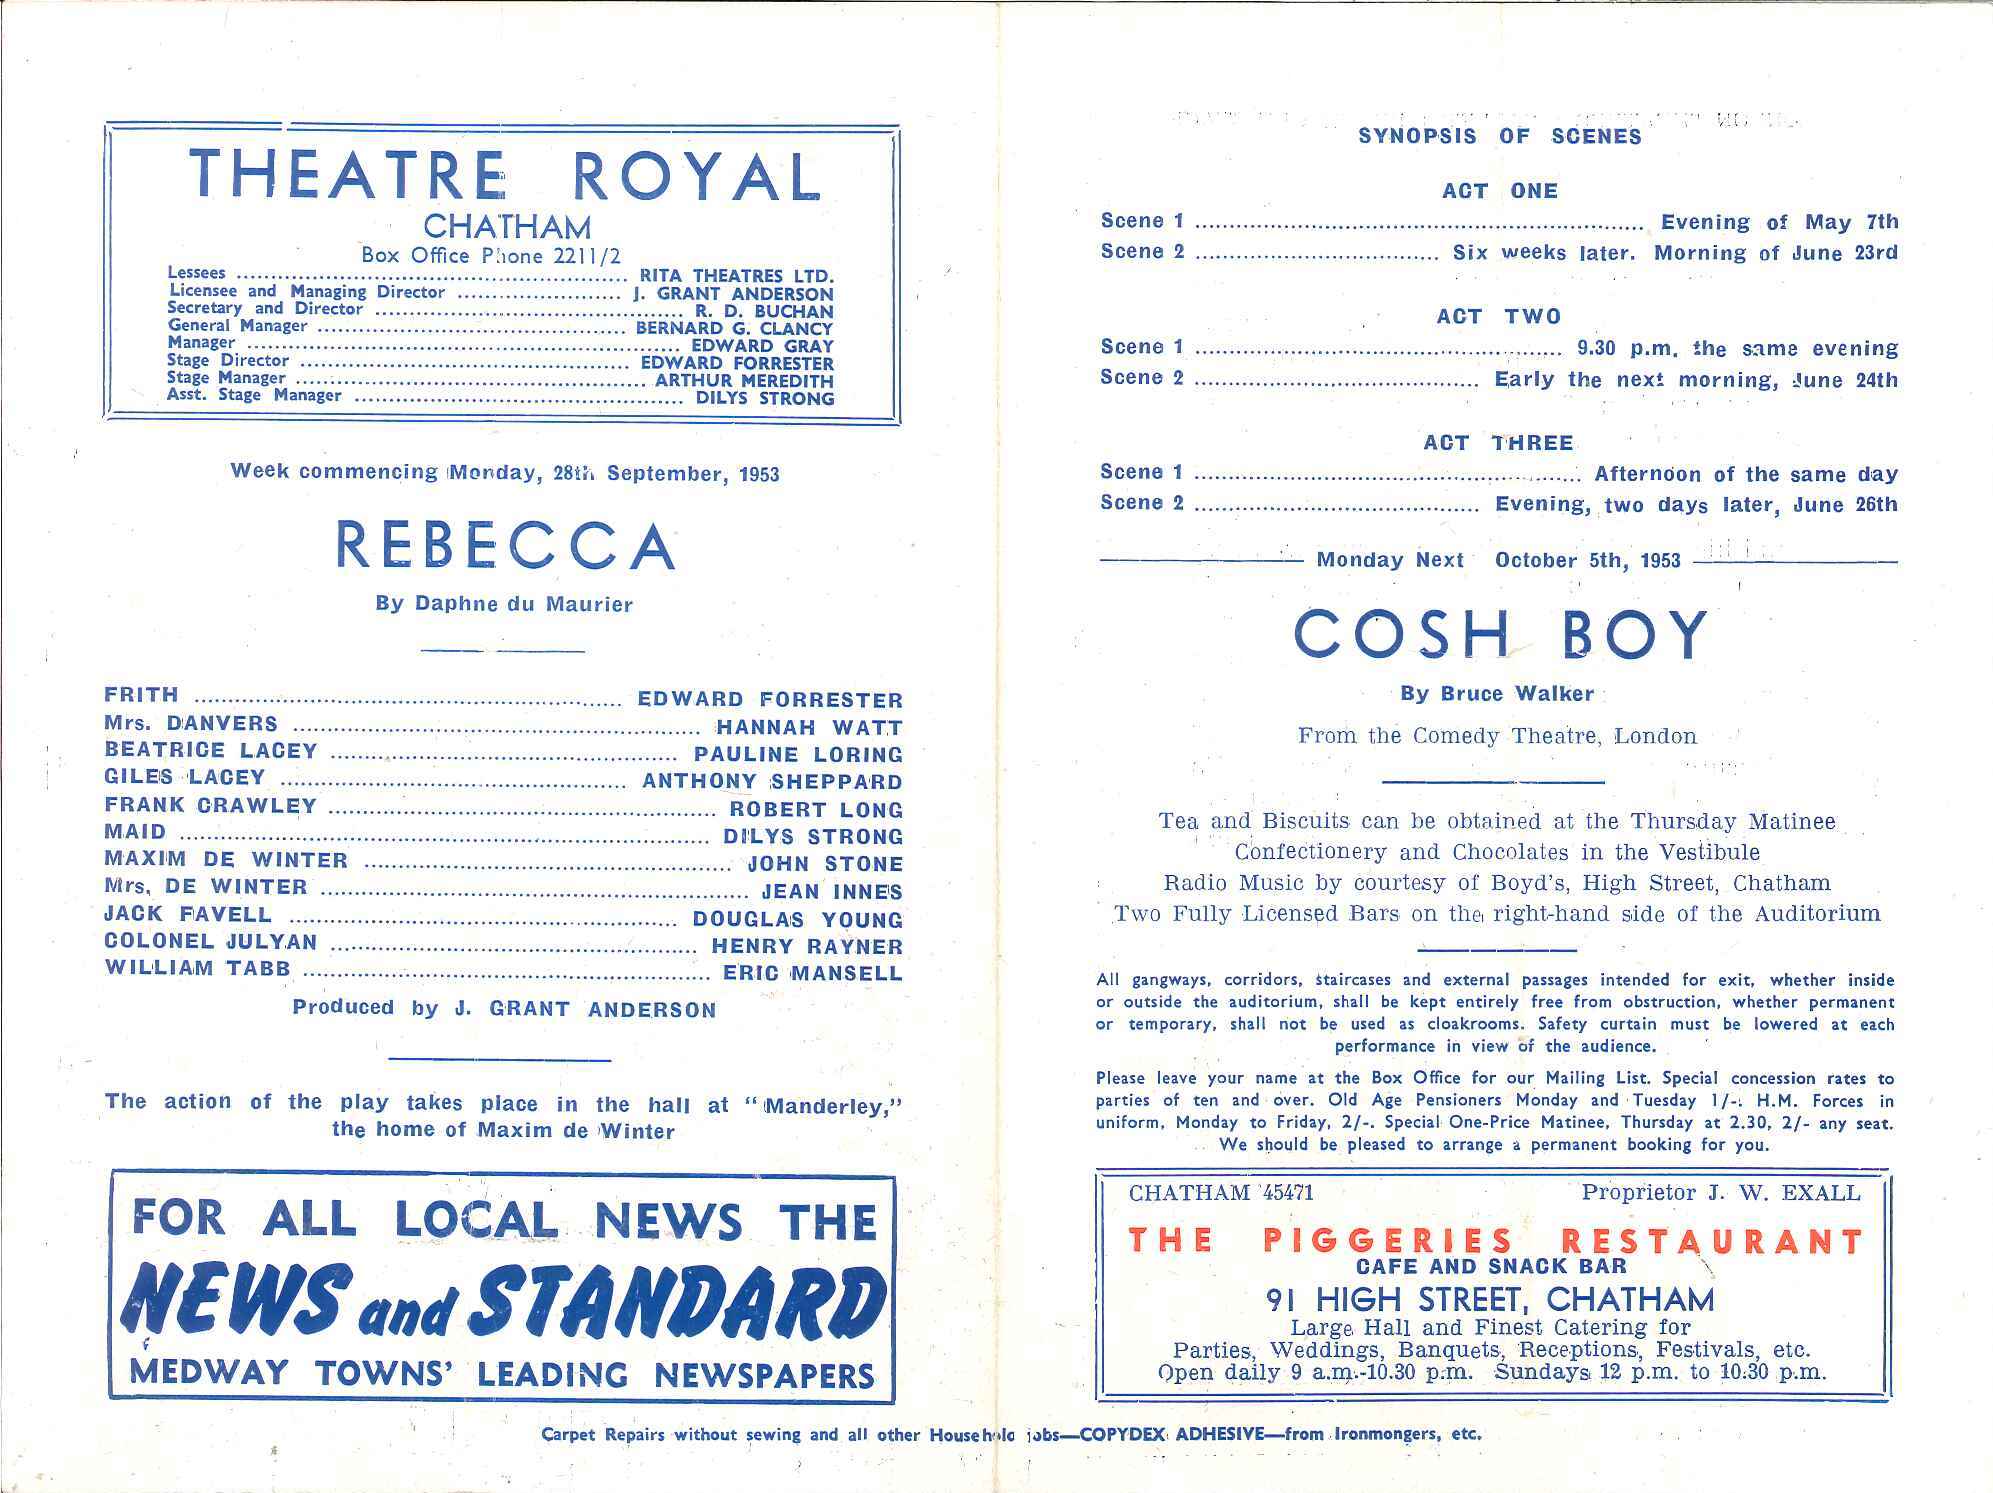 THEATRE ROYAL
CHATHAM
Box Office Phone 2211/2
Lessees ........ RITA THEATRES LTD.
Licensee and Managing Director ........ J. GRANT ANDERSON
Secretary and Director ........ R. D. BUCHAN
General Manager ........ BERNARD G. CLANCY
Manager ........ EDWARD GRAY
Stage Director ........ EDWARD FORRESTER
Stage Manager ........ ARTHUR MEREDITH
Asst. Stage Manager ........ DILYS STRONG
Week commencing Monday, 28th September, 1953
REBECCA
By Daphne du Maurier
FRITH ........ EDWARD FORRESTER
Mrs. DANVERS ........ HANNAH WATT
BEATRICE LACEY ........ PAULINE LORING
GILES LACEY ........ ANTHONY SHEPPARD
FRANK CRAWLEY ........ ROBERT LONG
MAID ........ DILYS STRONG
MAXIM DE WINTER ........ JOHN STONE
Mrs. DE WINTER ........ JEAN INNES
JACK FAVELL ........ DOUGLAS YOUNG
COLONEL JULYAN ........ HENRY RAYNER
WILLIAM TABB ........ ERIC MANSELL
Produced by J. GRANT ANDERSON
The action of the play takes place in the hall at "Manderley,"
the home of Maxim de Winter
FOR ALL LOCAL NEWS THE
NEWS and STANDARD
MEDWAY TOWNS' LEADING NEWSPAPERS
SYNOPSIS OF SCENES
ACT ONE
Scene 1 ........ Evening of May 7th
Scene 2 ........ Six weeks later. Morning of June 23rd
ACT TWO
Scene 1 ........ 9.30 p.m. the same evening
Scene 2 ........ Early the next morning, June 24th
ACT THREE
Scene 1 ........ Afternoon of the same day
Scene 2 ........ Evening, two days later, June 26th
Monday Next October 5th, 1953
COSH BOY
By Bruce Walker
From the Comedy Theatre, London
Tea and Biscuits can be obtained at the Thursday Matinee
Confectionery and Chocolates in the Vestibule
Radio Music by courtesy of Boyd's, High Street, Chatham
Two Fully Licensed Bars on the right-hand side of the Auditorium
All gangways, corridors, staircases and external passages intended for exit, whether inside
or outside the auditorium, shall be kept entirely free from obstruction, whether permanent
or temporary, shall not be used as cloakrooms. Safety curtain must be lowered at each
performance in view of the audience.
Please leave your name at the Box Office for our Mailing List. Special concession rates to
parties of ten and over. Old Age Pensioners Monday and Tuesday 1/-. H.M. Forces in
uniform, Monday to Friday, 2/-. Special One-Price Matinee, Thursday at 2.30, 2/- any seat.
We should be pleased to arrange a permanent booking for you.
CHATHAM 45471 Proprietor J. W. EXALL
THE PIGGERIES RESTAURANT
CAFE AND SNACK BAR
91 HIGH STREET, CHATHAM
Large Hall and Finest Catering for
Parties, Weddings, Banquets, Receptions, Festivals, etc.
Open daily 9 a.m.-10.30 p.m. Sundays 12 p.m. to 10.30 p.m.
Carpet Repairs without sewing and all other Household jobs—COPYDEX ADHESIVE—from Ironmongers, etc.